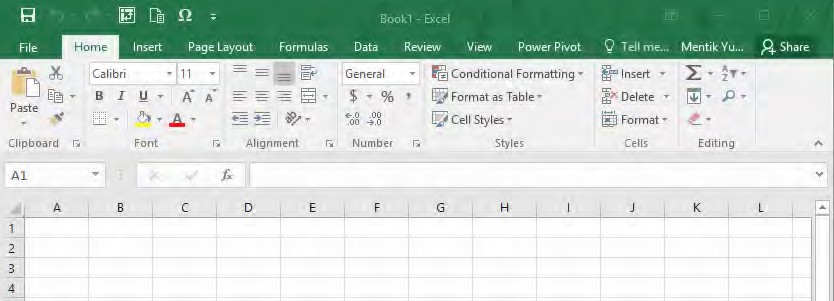 Ω
Book1 - Excel
File Home Insert Page Layout Formulas Data Review View Power Pivot Tell me... Mentik Yu... Share
Calibri 11 General Conditional Formatting Insert Σ
Paste B I U A A $ % , Format as Table Delete
A Cell Styles Format
Clipboard Font Alignment Number Styles Cells Editing
A1 fx
A B C D E F G H I J K L
1
2
3
4